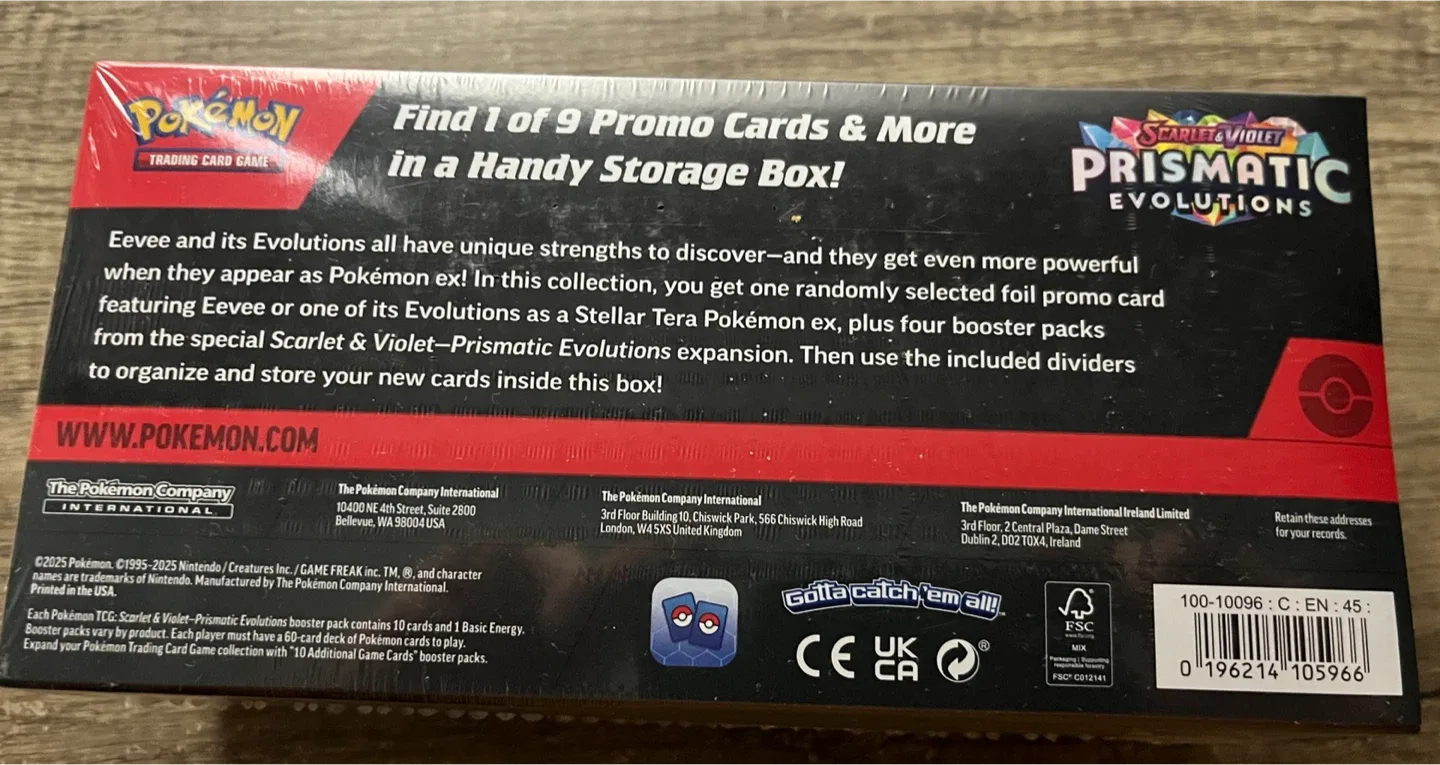 POKéMON
TRADING CARD GAME
Find 1 of 9 Promo Cards & More
in a Handy Storage Box!
SCARLET & VIOLET
PRISMATIC
EVOLUTIONS
Eevee and its Evolutions all have unique strengths to discover—and they get even more powerful
when they appear as Pokémon ex! In this collection, you get one randomly selected foil promo card
featuring Eevee or one of its Evolutions as a Stellar Tera Pokémon ex, plus four booster packs
from the special Scarlet & Violet—Prismatic Evolutions expansion. Then use the included dividers
to organize and store your new cards inside this box!
WWW.POKEMON.COM
The Pokémon Company
INTERNATIONAL
The Pokémon Company International
10400 NE 4th Street, Suite 2800
Bellevue, WA 98004 USA
The Pokémon Company International
3rd Floor Building 10, Chiswick Park, 566 Chiswick High Road
London, W4 5XS United Kingdom
The Pokémon Company International Ireland Limited
3rd Floor, 2 Central Plaza, Dame Street
Dublin 2, D02 T0X4, Ireland
Retain these addresses
for your records.
©2025 Pokémon. ©1995–2025 Nintendo / Creatures Inc. / GAME FREAK inc. TM, ®, and character
names are trademarks of Nintendo. Manufactured by The Pokémon Company International.
Printed in the USA.
Each Pokémon TCG: Scarlet & Violet–Prismatic Evolutions booster pack contains 10 cards and 1 Basic Energy.
Booster packs vary by product. Each player must have a 60-card deck of Pokémon cards to play.
Expand your Pokémon Trading Card Game collection with "10 Additional Game Cards" booster packs.
Gotta catch 'em all!™
CE
UK
CA
®
FSC
www.fsc.org
MIX
Packaging | Supporting
responsible forestry
FSC® C012141
100-10096 : C : EN : 45 :
0 196214 105966